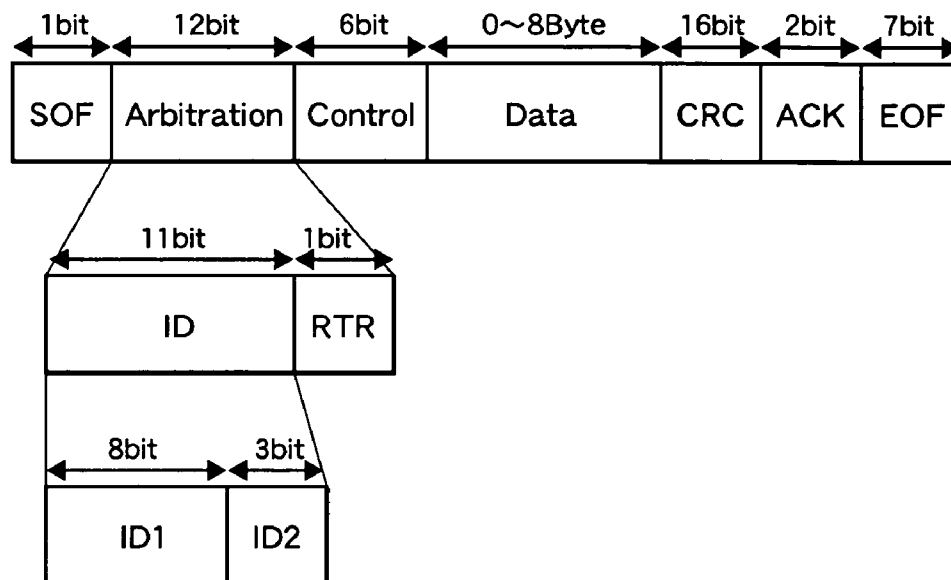 1bit 12bit 6bit 0～8Byte 16bit 2bit 7bit
SOF Arbitration Control Data CRC ACK EOF
11bit 1bit
ID RTR
8bit 3bit
ID1 ID2